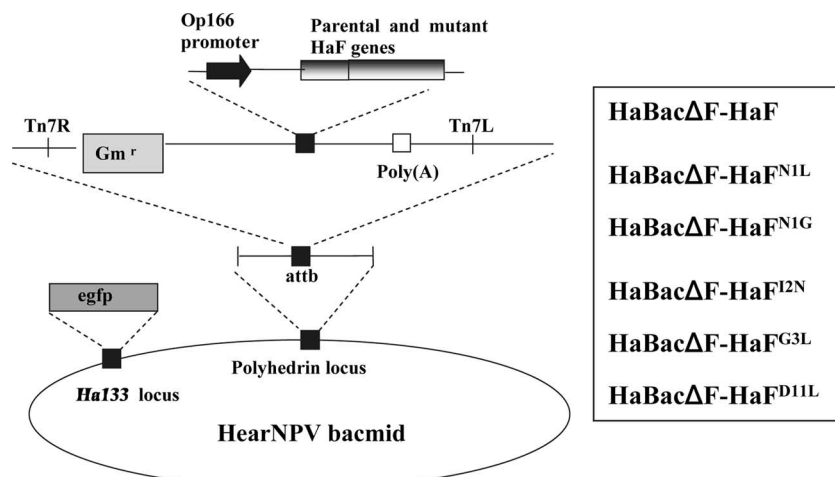 Op166
promoter
Parental and mutant
HaF genes
Tn7R
Gm r
Tn7L
Poly(A)
attb
egfp
Ha133 locus
Polyhedrin locus
HearNPV bacmid
HaBacΔF-HaF
HaBacΔF-HaF^N1L
HaBacΔF-HaF^N1G
HaBacΔF-HaF^I2N
HaBacΔF-HaF^G3L
HaBacΔF-HaF^D11L